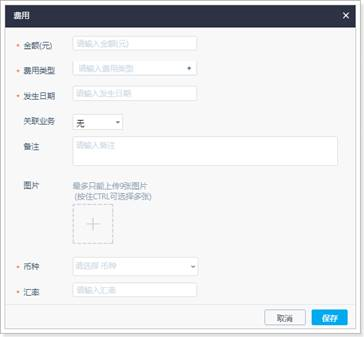 费用
* 金额(元) 请输入金额(元)
* 费用类型 请输入费用类型
* 发生日期 请输入发生日期
关联业务 无
备注 请输入备注
图片 最多只能上传9张图片
(按住CTRL可选择多张)
* 币种 请选择 币种
* 汇率 请输入汇率
取消 保存